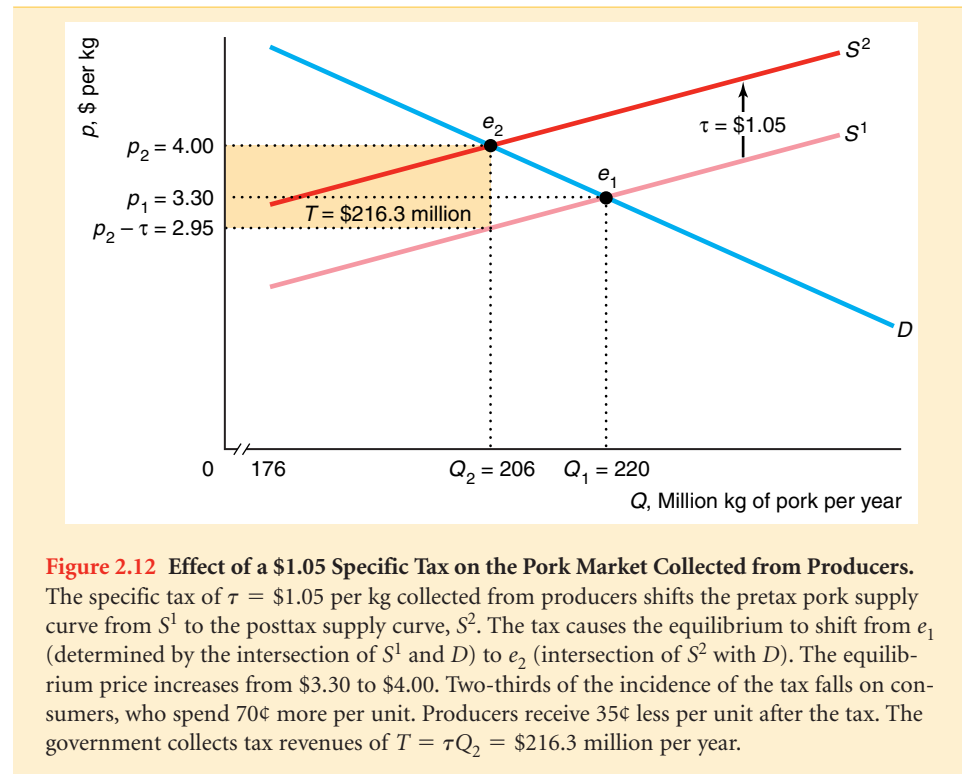 p, $ per kg
S²
e₂
τ = $1.05
p₂ = 4.00
S¹
e₁
p₁ = 3.30
T = $216.3 million
p₂ – τ = 2.95
D
0 176 Q₂ = 206 Q₁ = 220
Q, Million kg of pork per year
Figure 2.12 Effect of a $1.05 Specific Tax on the Pork Market Collected from Producers.
The specific tax of τ = $1.05 per kg collected from producers shifts the pretax pork supply
curve from S¹ to the posttax supply curve, S². The tax causes the equilibrium to shift from e₁
(determined by the intersection of S¹ and D) to e₂ (intersection of S² with D). The equilib-
rium price increases from $3.30 to $4.00. Two-thirds of the incidence of the tax falls on con-
sumers, who spend 70¢ more per unit. Producers receive 35¢ less per unit after the tax. The
government collects tax revenues of T = τQ₂ = $216.3 million per year.